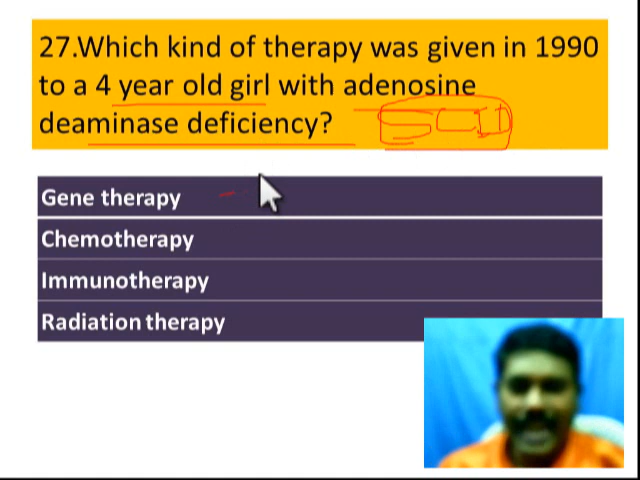 27.Which kind of therapy was given in 1990
to a 4 year old girl with adenosine
deaminase deficiency?
SCID
Gene therapy
Chemotherapy
Immunotherapy
Radiation therapy